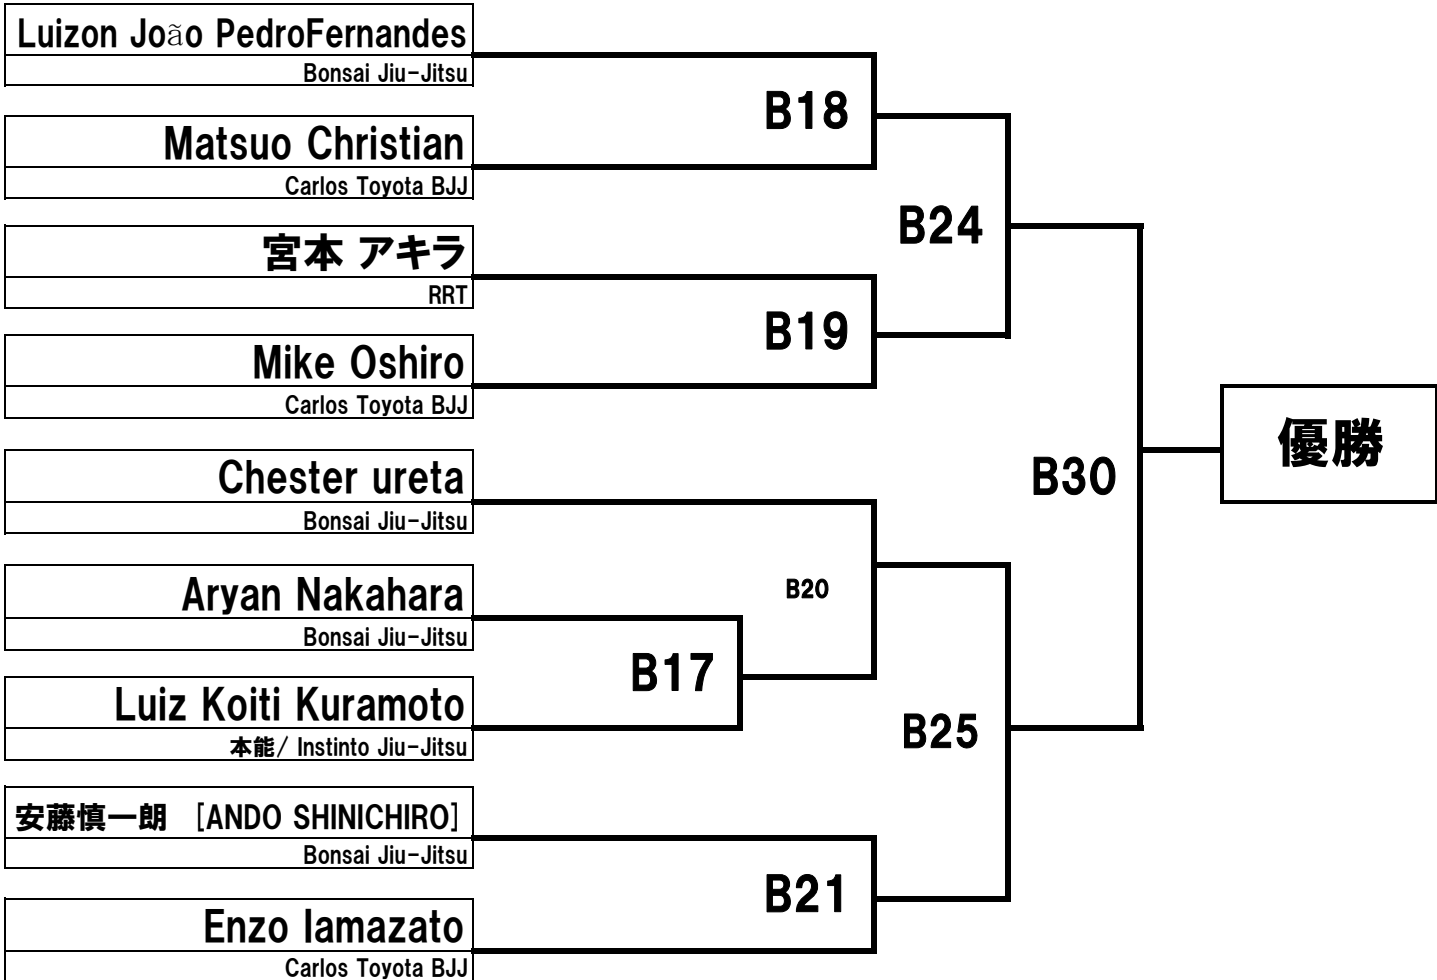 Luizon João PedroFernandes
Bonsai Jiu-Jitsu
B18
Matsuo Christian
Carlos Toyota BJJ
B24
宮本 アキラ
RRT
B19
Mike Oshiro
Carlos Toyota BJJ
優勝
Chester ureta
Bonsai Jiu-Jitsu
B30
Aryan Nakahara
Bonsai Jiu-Jitsu
B20
B17
Luiz Koiti Kuramoto
本能/ Instinto Jiu-Jitsu
B25
安藤慎一朗 [ANDO SHINICHIRO]
Bonsai Jiu-Jitsu
B21
Enzo Iamazato
Carlos Toyota BJJ